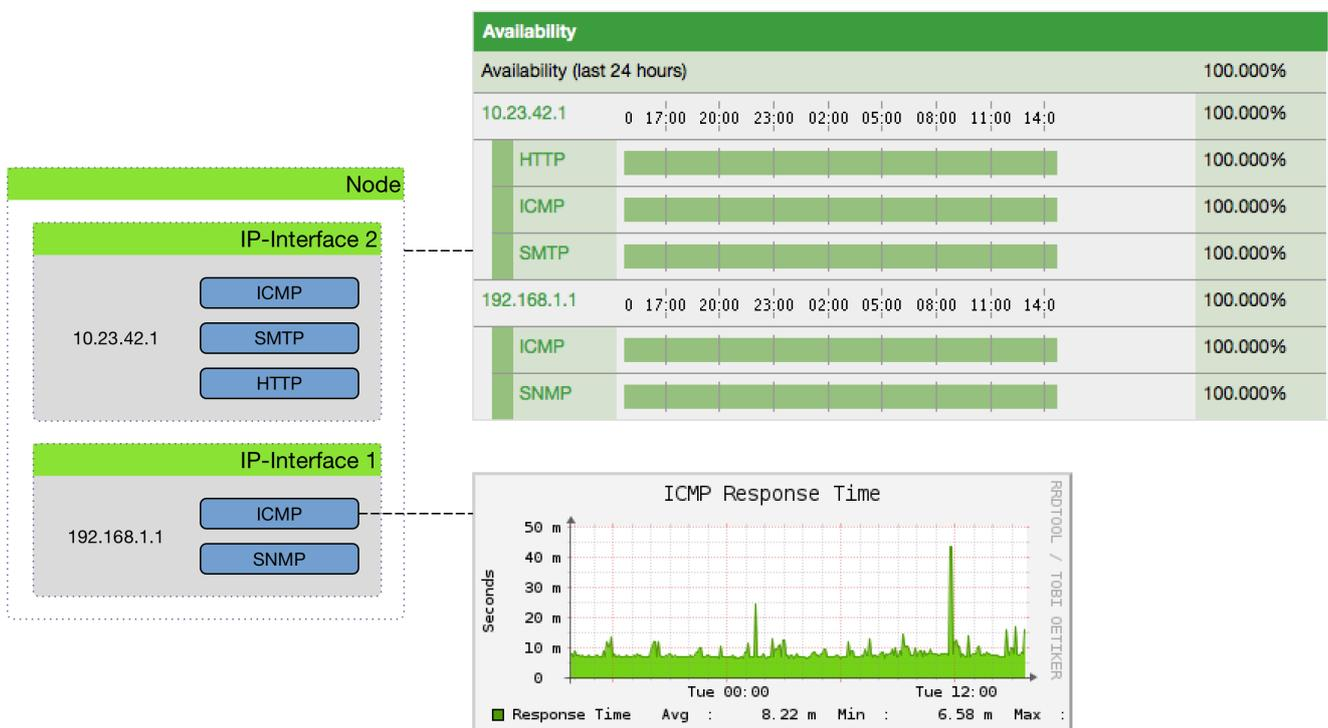 Node
IP-Interface 2
10.23.42.1
ICMP
SMTP
HTTP
IP-Interface 1
192.168.1.1
ICMP
SNMP
Availability
Availability (last 24 hours) 100.000%
10.23.42.1 0 17:00 20:00 23:00 02:00 05:00 08:00 11:00 14:0 100.000%
HTTP 100.000%
ICMP 100.000%
SMTP 100.000%
192.168.1.1 0 17:00 20:00 23:00 02:00 05:00 08:00 11:00 14:0 100.000%
ICMP 100.000%
SNMP 100.000%
ICMP Response Time
RRDTOOL / TOBI OETIKER
Seconds
50 m
40 m
30 m
20 m
10 m
0
Tue 00:00 Tue 12:00
Response Time Avg : 8.22 m Min : 6.58 m Max :